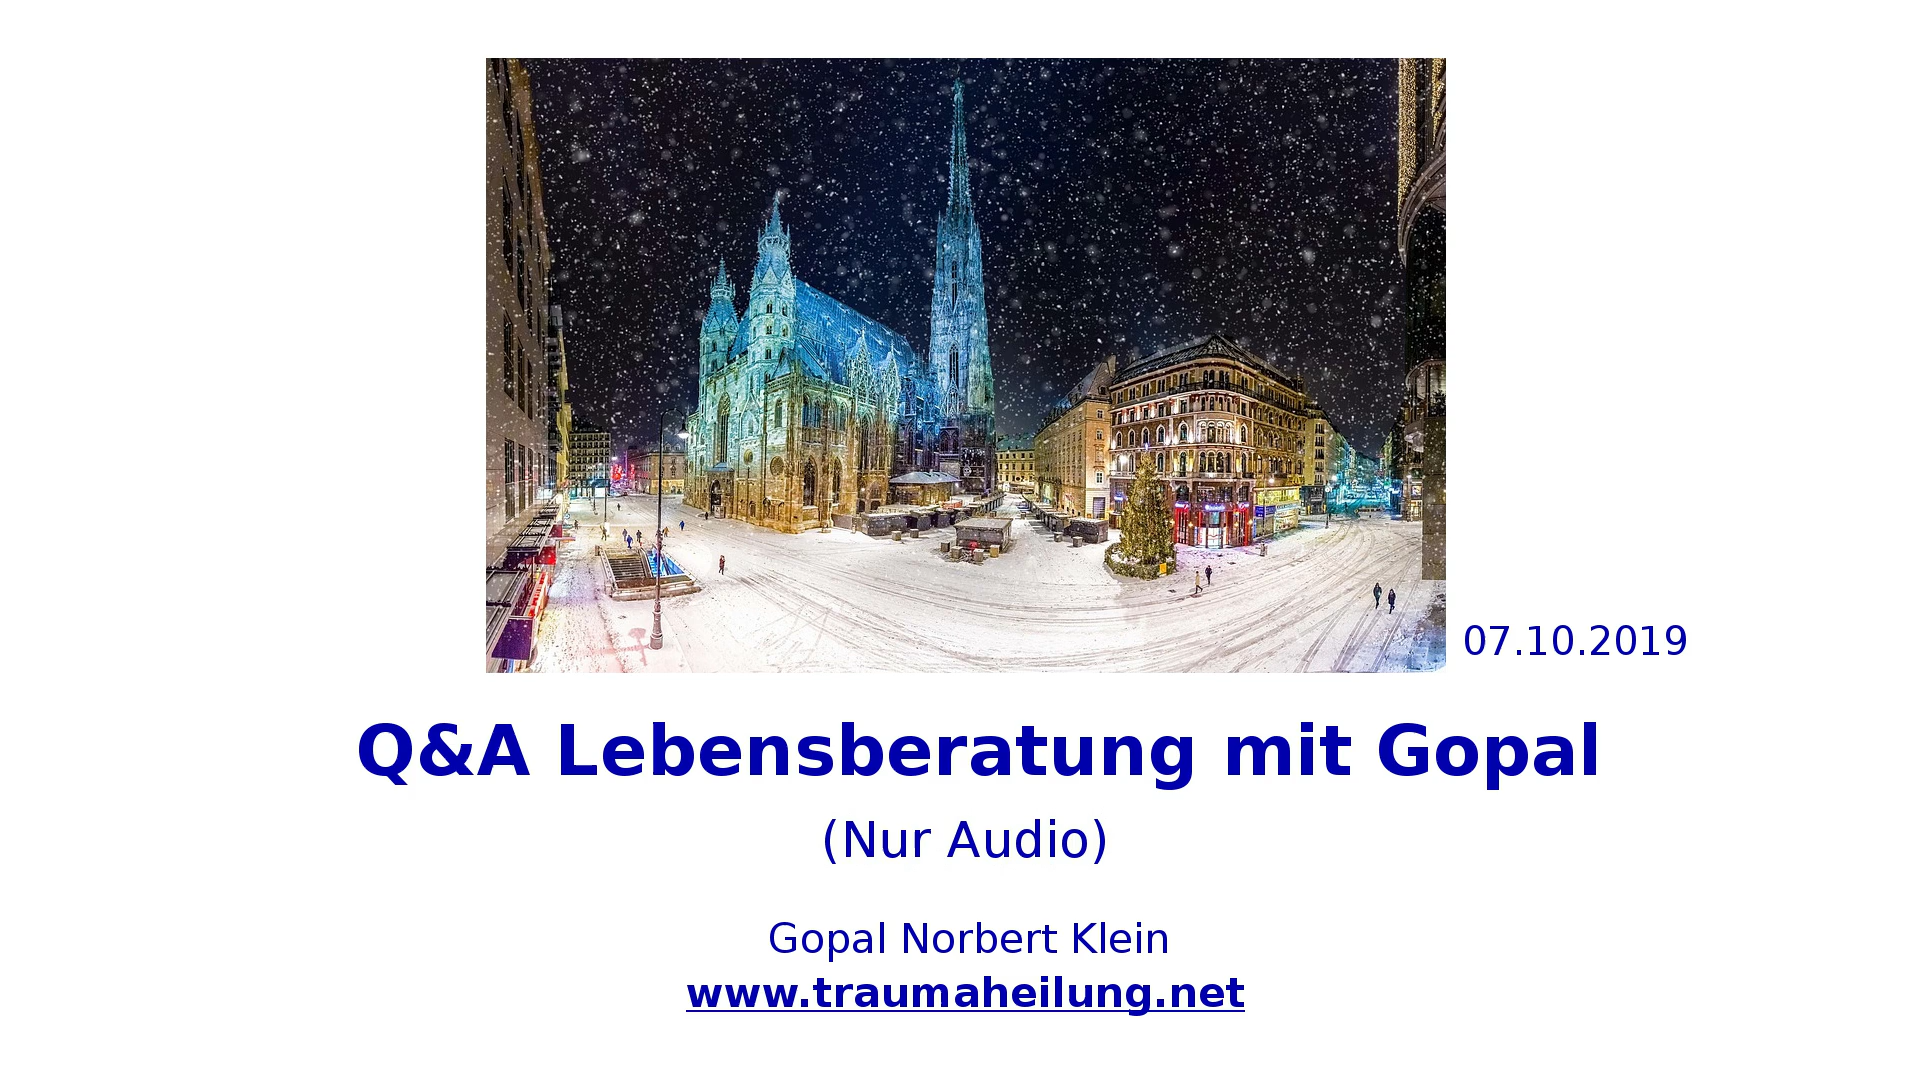 07.10.2019
Q&A Lebensberatung mit Gopal
(Nur Audio)
Gopal Norbert Klein
www.traumaheilung.net